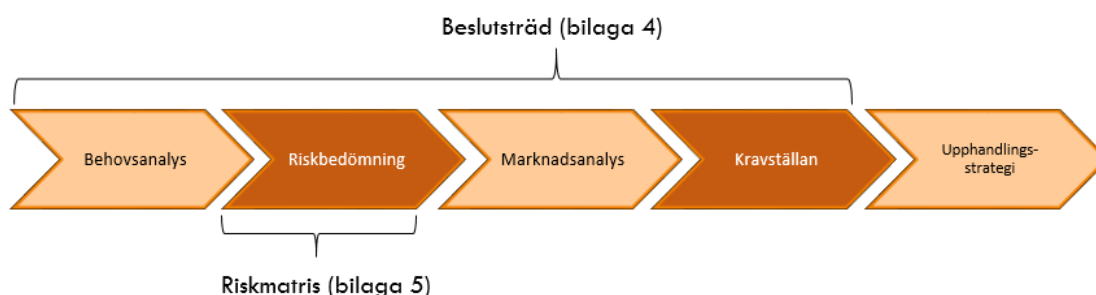 Beslutsträd (bilaga 4)
Behovsanalys
Riskbedömning
Marknadsanalys
Kravställan
Upphandlings-
strategi
Riskmatris (bilaga 5)